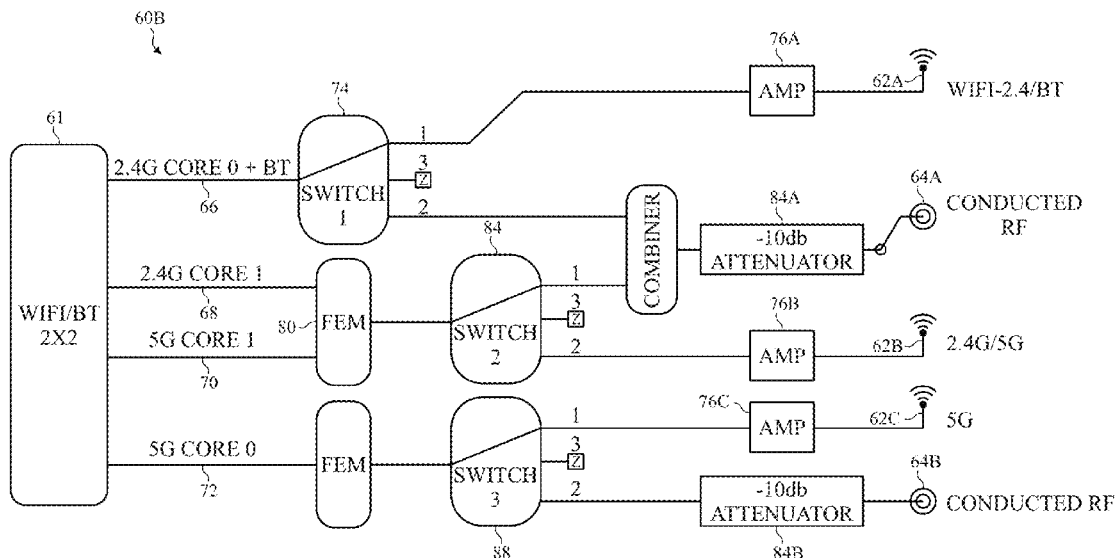 60B
76A
62A
AMP
WIFI-2.4/BT
74
61
1
2.4G CORE 0 + BT
3
Z
SWITCH
1
66
2
64A
CONDUCTED
RF
84A
84
-10db
ATTENUATOR
COMBINER
2.4G CORE 1
1
68
3
Z
WIFI/BT
2X2
80
FEM
SWITCH
2
76B
62B
AMP
2.4G/5G
5G CORE 1
2
70
76C
62C
AMP
5G
1
3
Z
5G CORE 0
72
FEM
SWITCH
3
64B
2
-10db
ATTENUATOR
CONDUCTED RF
88
84B